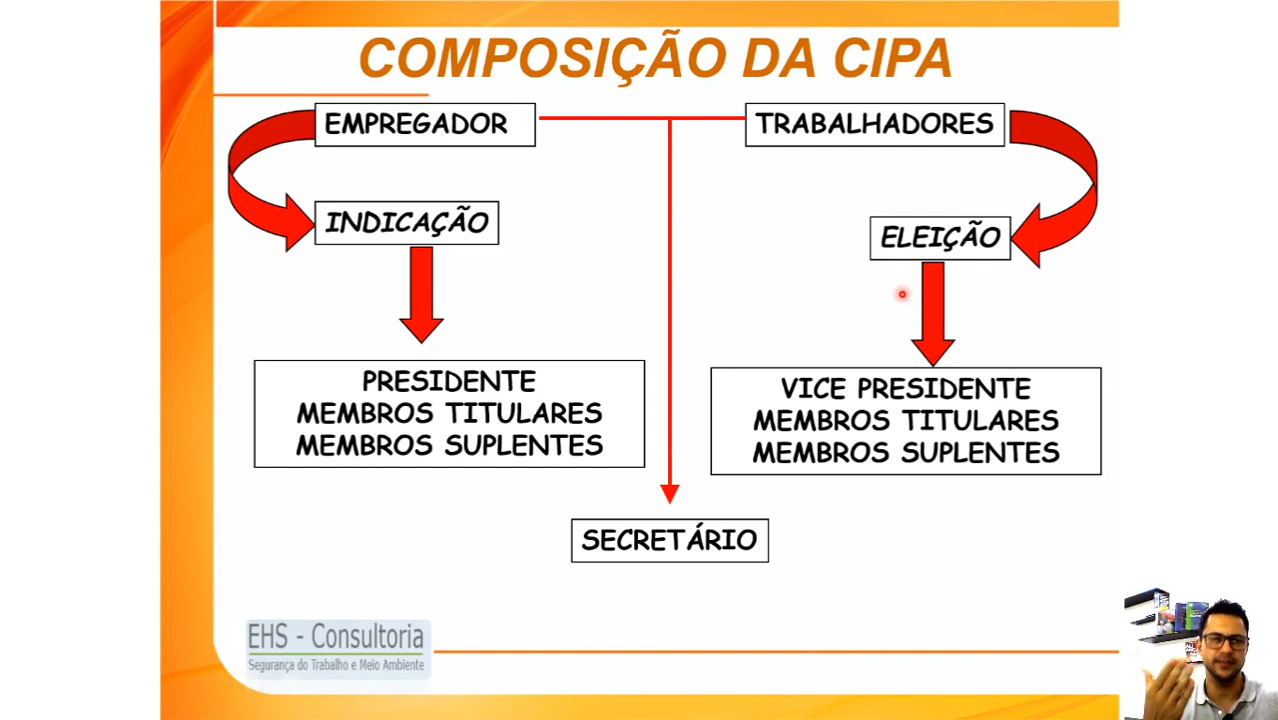 COMPOSIÇÃO DA CIPA
EMPREGADOR
TRABALHADORES
INDICAÇÃO
ELEIÇÃO
PRESIDENTE
MEMBROS TITULARES
MEMBROS SUPLENTES
VICE PRESIDENTE
MEMBROS TITULARES
MEMBROS SUPLENTES
SECRETÁRIO
EHS - Consultoria
Segurança do Trabalho e Meio Ambiente